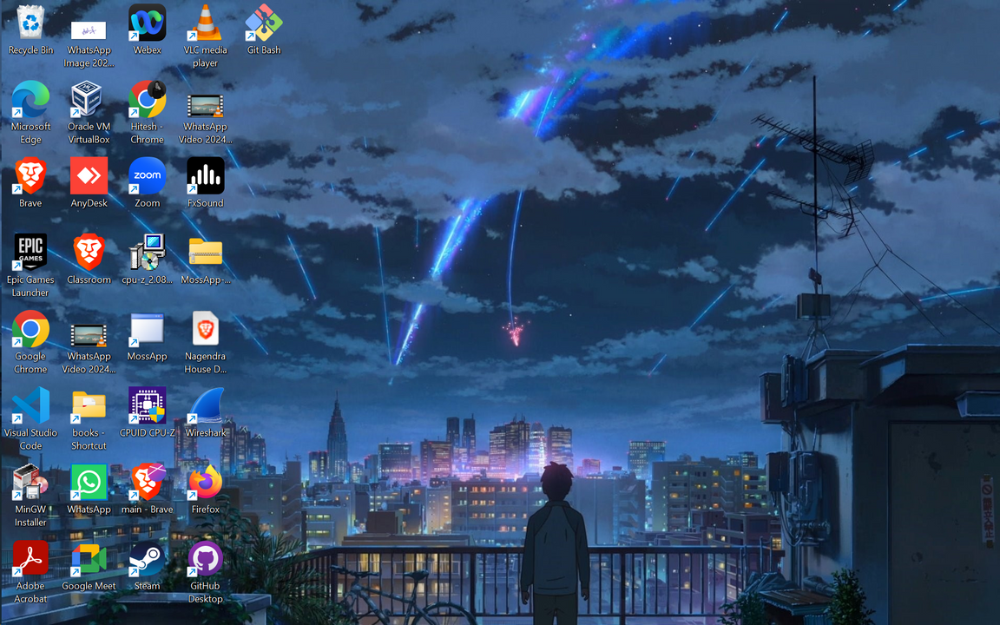 Recycle Bin
WhatsApp
Image 202...
Webex
VLC media
player
Git Bash
Microsoft
Edge
Oracle VM
VirtualBox
Hitesh -
Chrome
WhatsApp
Video 2024...
Brave
AnyDesk
zoom
Zoom
FxSound
EPIC
GAMES
Epic Games
Launcher
Classroom
cpu-z_2.08...
MossApp-...
Google
Chrome
WhatsApp
Video 2024...
MossApp
Nagendra
House D...
Visual Studio
Code
books -
Shortcut
CPUID CPU-Z
Wireshark
MinGW
Installer
WhatsApp
main - Brave
Firefox
Adobe
Acrobat
Google Meet
Steam
GitHub
Desktop